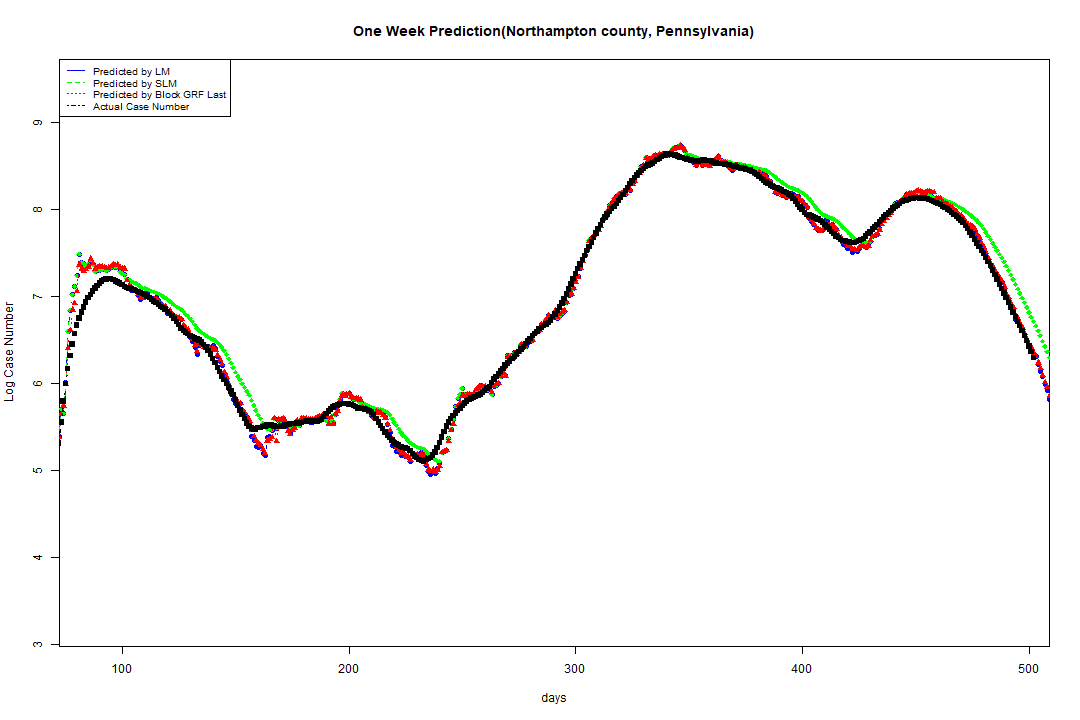 One Week Prediction(Northampton county, Pennsylvania)
Predicted by LM
Predicted by SLM
Predicted by Block GRF Last
Actual Case Number
9
8
7
6
5
4
3
Log Case Number
100 200 300 400 500
days